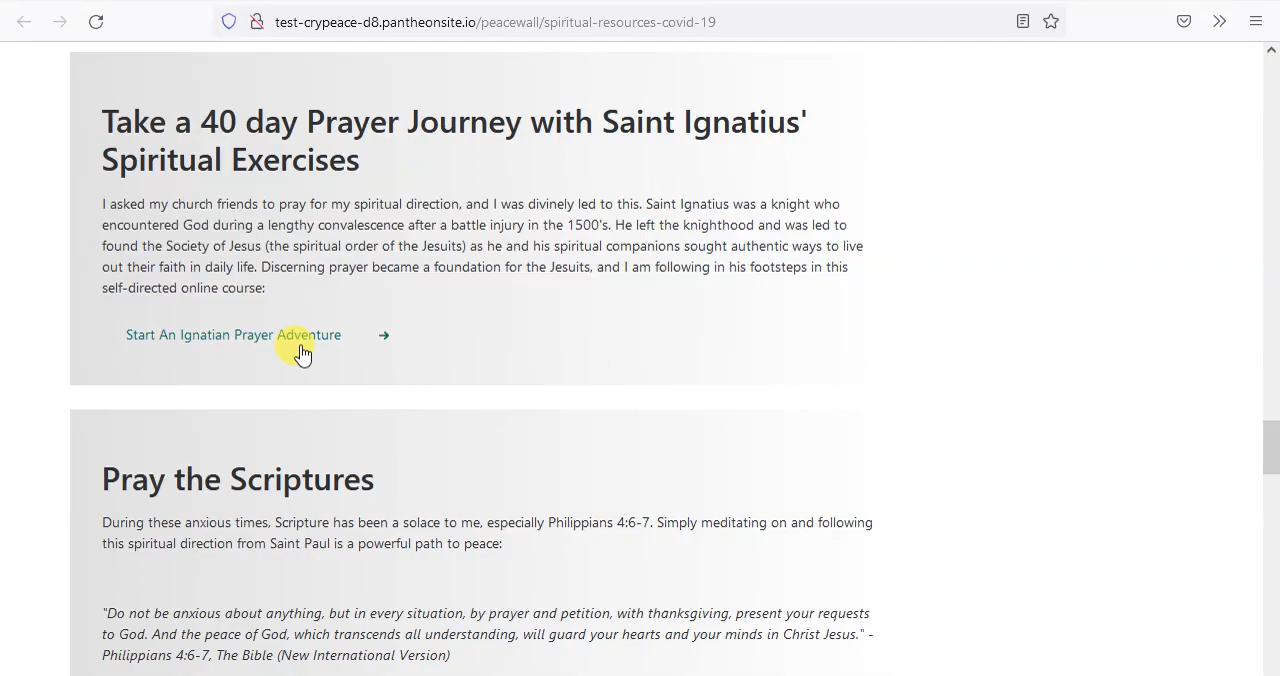 test-crypeace-d8.pantheonsite.io/peacewall/spiritual-resources-covid-19
Take a 40 day Prayer Journey with Saint Ignatius'
Spiritual Exercises
I asked my church friends to pray for my spiritual direction, and I was divinely led to this. Saint Ignatius was a knight who
encountered God during a lengthy convalescence after a battle injury in the 1500's. He left the knighthood and was led to
found the Society of Jesus (the spiritual order of the Jesuits) as he and his spiritual companions sought authentic ways to live
out their faith in daily life. Discerning prayer became a foundation for the Jesuits, and I am following in his footsteps in this
self-directed online course:
Start An Ignatian Prayer Adventure
Pray the Scriptures
During these anxious times, Scripture has been a solace to me, especially Philippians 4:6-7. Simply meditating on and following
this spiritual direction from Saint Paul is a powerful path to peace:
"Do not be anxious about anything, but in every situation, by prayer and petition, with thanksgiving, present your requests
to God. And the peace of God, which transcends all understanding, will guard your hearts and your minds in Christ Jesus." -
Philippians 4:6-7, The Bible (New International Version)